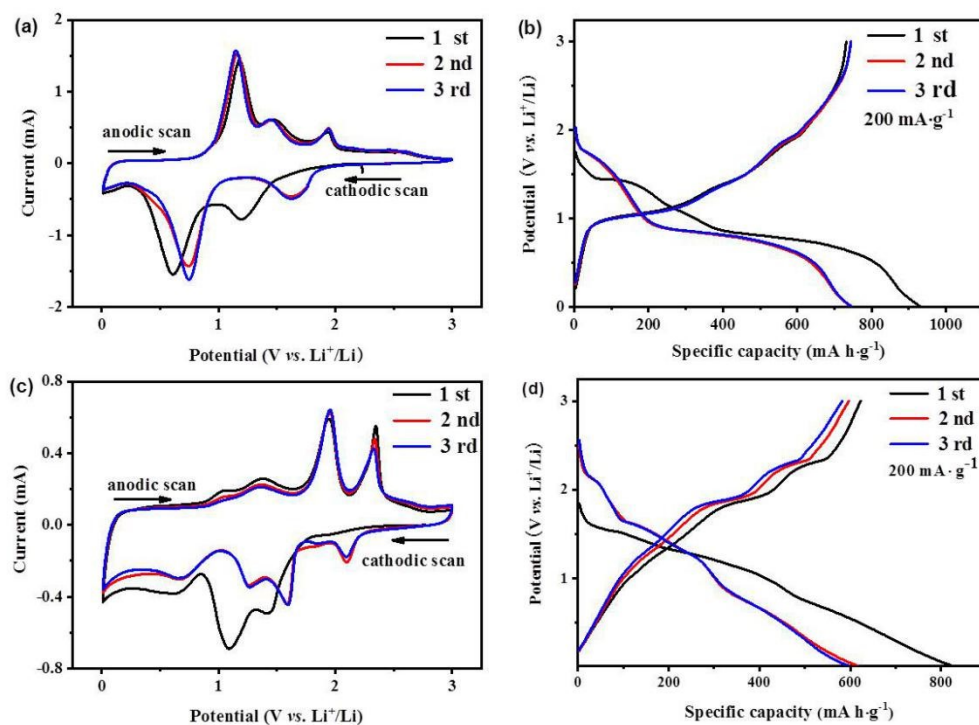 (a)
1 st
2 nd
3 rd
anodic scan
cathodic scan
Current (mA)
2
1
0
-1
-2
0
1
2
3
Potential (V vs. Li⁺/Li)
(b)
1 st
2 nd
3 rd
200 mA·g⁻¹
Potential (V vs. Li⁺/Li)
3
2
1
0
0
200
400
600
800
1000
Specific capacity (mA h·g⁻¹)
(c)
1 st
2 nd
3 rd
anodic scan
cathodic scan
Current (mA)
0.8
0.4
0.0
-0.4
-0.8
0
1
2
3
Potential (V vs. Li⁺/Li)
(d)
1 st
2 nd
3 rd
200 mA · g⁻¹
Potential (V vs. Li⁺/Li)
3
2
1
0
0
200
400
600
800
Specific capacity (mA h·g⁻¹)